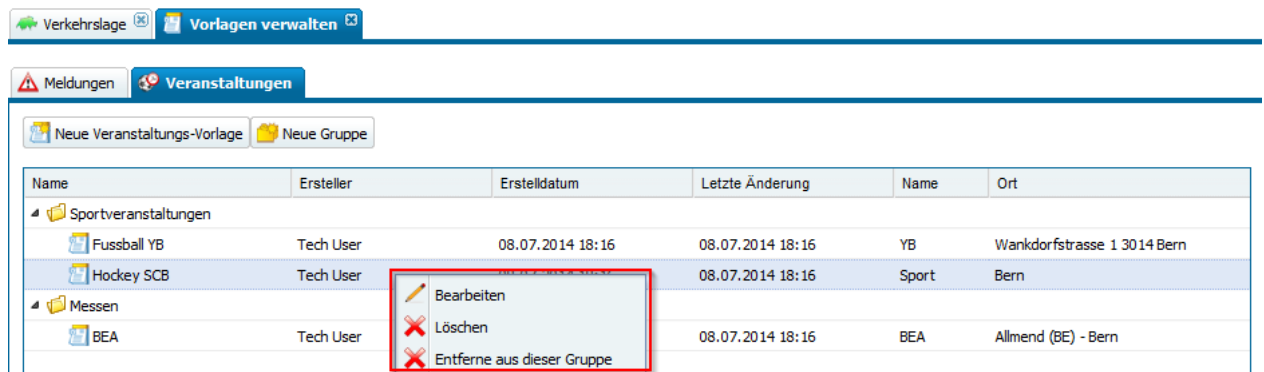 Verkehrslage Vorlagen verwalten
Meldungen Veranstaltungen
Neue Veranstaltungs-Vorlage Neue Gruppe
Name Ersteller Erstelldatum Letzte Änderung Name Ort
Sportveranstaltungen
Fussball YB Tech User 08.07.2014 18:16 08.07.2014 18:16 YB Wankdorfstrasse 1 3014 Bern
Hockey SCB Tech User 08.07.2014 18:16 Sport Bern
Bearbeiten
Messen
Löschen
BEA Tech User 08.07.2014 18:16 BEA Allmend (BE) - Bern
Entferne aus dieser Gruppe